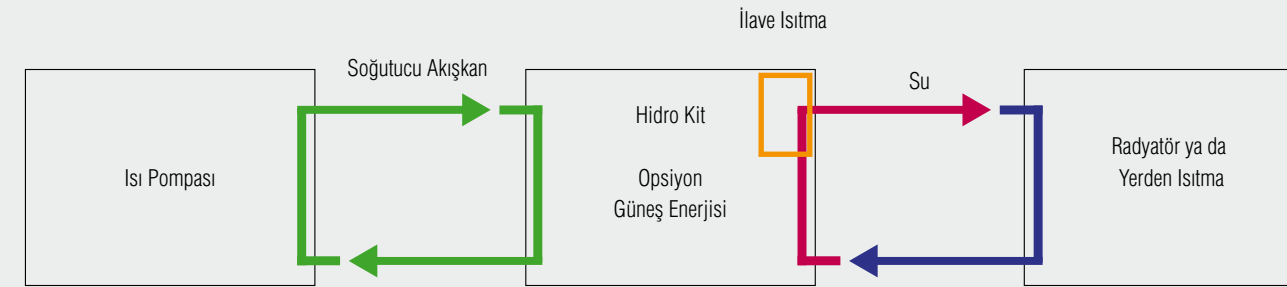 İlave Isıtma
Soğutucu Akışkan
Su
Isı Pompası
Hidro Kit
Opsiyon
Güneş Enerjisi
Radyatör ya da
Yerden Isıtma